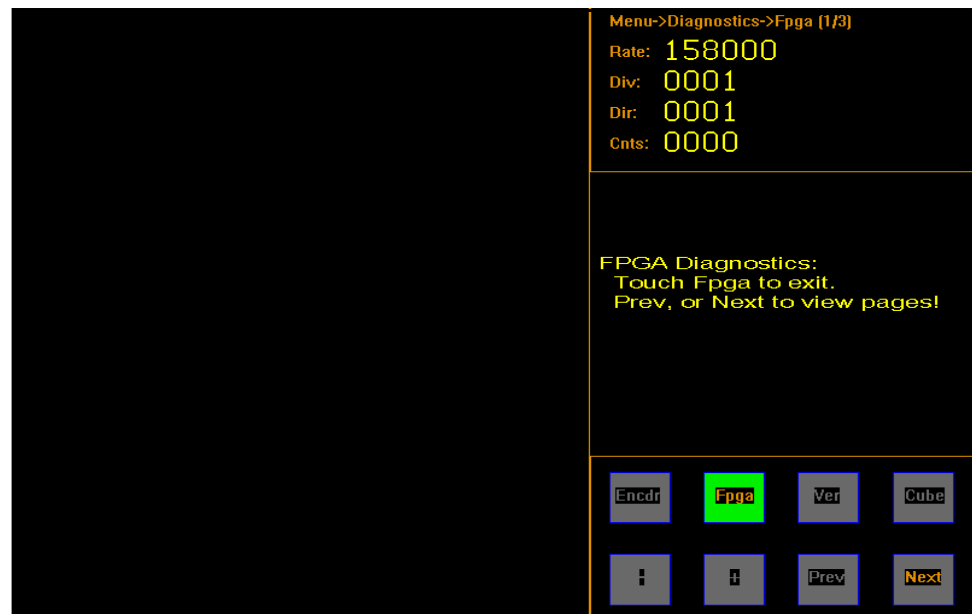 Menu->Diagnostics->Fpga (1/3)
Rate: 158000
Div: 0001
Dir: 0001
Cnts: 0000
FPGA Diagnostics:
Touch Fpga to exit.
Prev, or Next to view pages!
Encdr Fpga Ver Cube
- + Prev Next